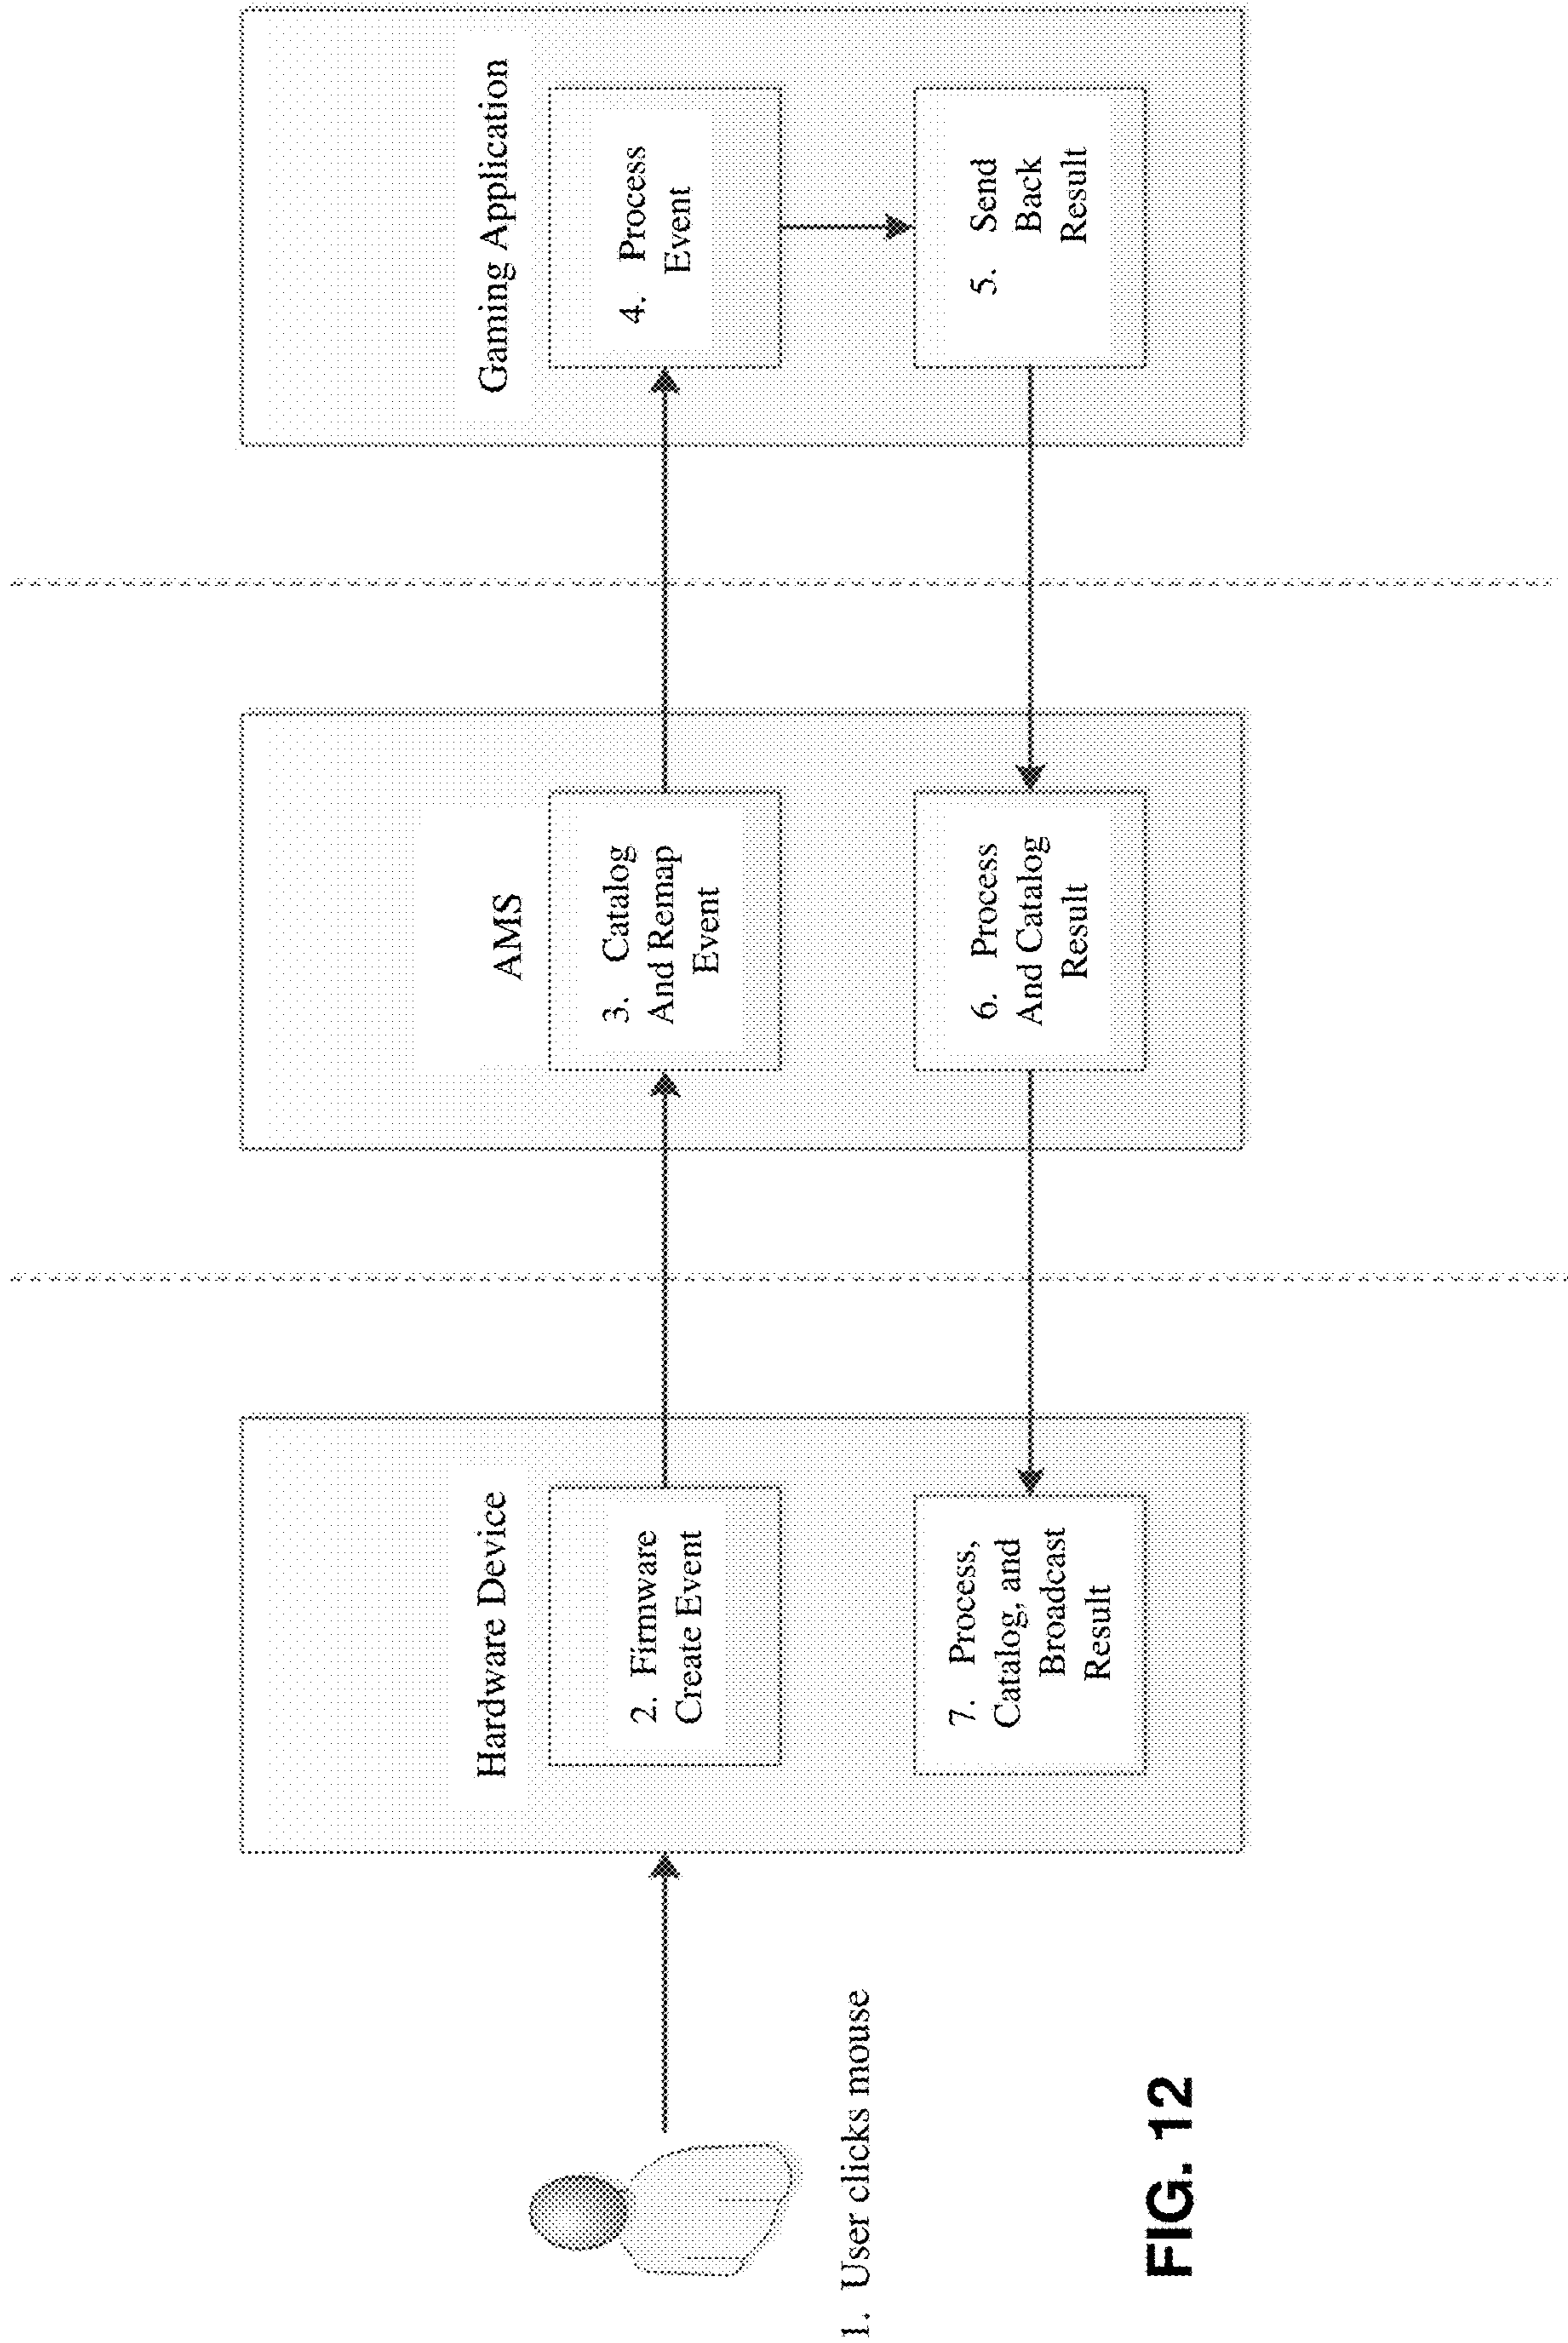 Hardware Device
AMS
Gaming Application
1. User clicks mouse
2. Firmware
Create Event
3. Catalog
And Remap
Event
4. Process
Event
5. Send
Back
Result
6. Process
And Catalog
Result
7. Process,
Catalog, and
Broadcast
Result
FIG. 12